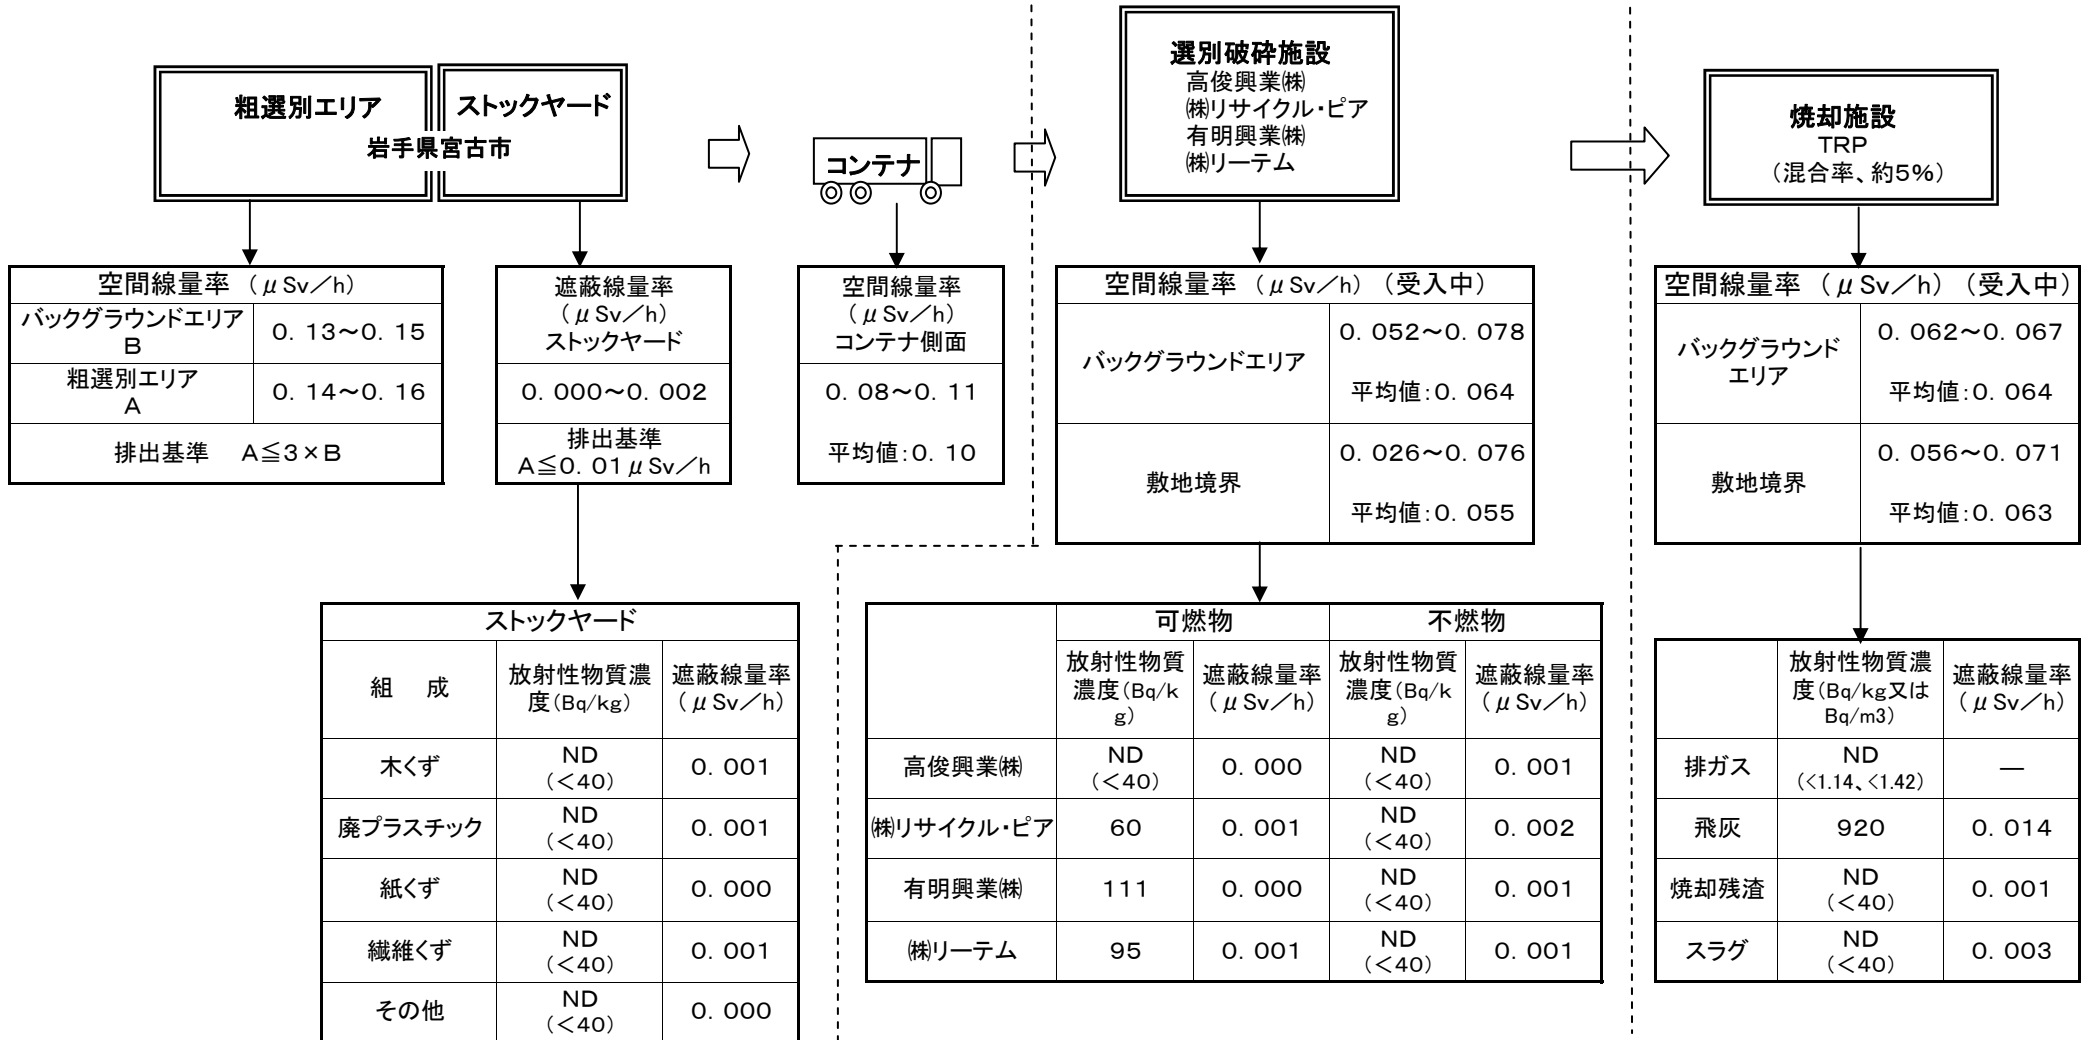 粗選別エリア
ストックヤード
岩手県宮古市
コンテナ
選別破砕施設
高俊興業㈱
㈱リサイクル・ピア
有明興業㈱
㈱リーテム
焼却施設
TRP
（混合率、約5％）
空間線量率 （μSv／h）
バックグラウンドエリア
B
0．13～0．15
粗選別エリア
A
0．14～0．16
排出基準　A≦3×B
遮蔽線量率
（μSv／h）
ストックヤード
0．000～0．002
排出基準
A≦0．01μSv／h
空間線量率
（μSv／h）
コンテナ側面
0．08～0．11
平均値：0．10
空間線量率 （μSv／h） （受入中）
バックグラウンドエリア
0．052～0．078
平均値：0．064
敷地境界
0．026～0．076
平均値：0．055
空間線量率 （μSv／h） （受入中）
バックグラウンド
エリア
0．062～0．067
平均値：0．064
敷地境界
0．056～0．071
平均値：0．063
ストックヤード
組　成
放射性物質濃
度（Bq/kg）
遮蔽線量率
（μSv／h）
木くず
ND
（＜40）
0．001
廃プラスチック
ND
（＜40）
0．001
紙くず
ND
（＜40）
0．000
繊維くず
ND
（＜40）
0．001
その他
ND
（＜40）
0．000
可燃物
不燃物
放射性物質
濃度（Bq/k
g）
遮蔽線量率
（μSv／h）
放射性物質
濃度（Bq/k
g）
遮蔽線量率
（μSv／h）
高俊興業㈱
ND
（＜40）
0．000
ND
（＜40）
0．001
㈱リサイクル・ピア
60
0．001
ND
（＜40）
0．002
有明興業㈱
111
0．000
ND
（＜40）
0．001
㈱リーテム
95
0．001
ND
（＜40）
0．001
放射性物質濃
度（Bq/kg又は
Bq/m3）
遮蔽線量率
（μSv／h）
排ガス
ND
（<1.14、<1.42）
―
飛灰
920
0．014
焼却残渣
ND
（＜40）
0．001
スラグ
ND
（＜40）
0．003